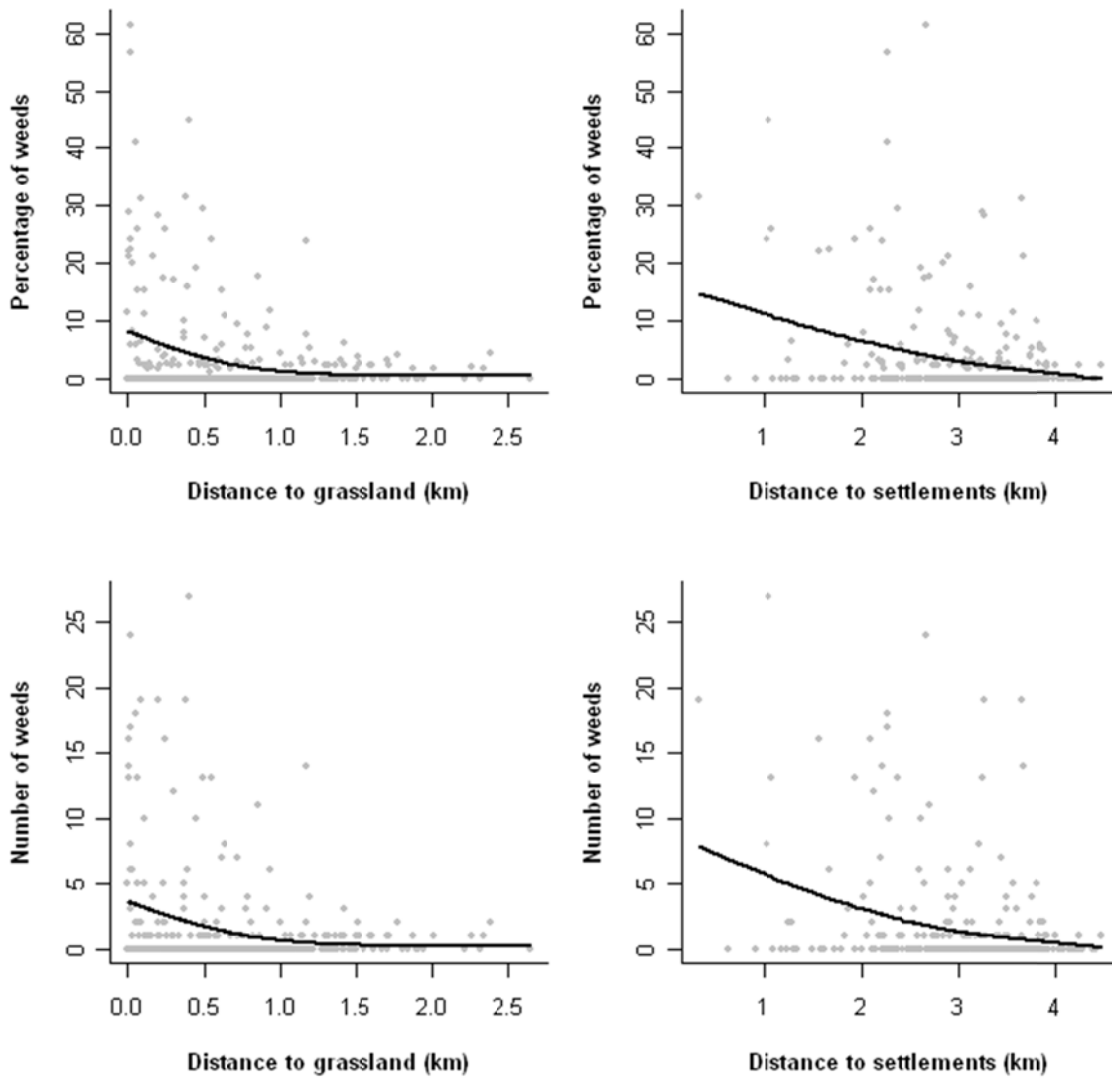 Percentage of weeds
60
50
40
30
20
10
0
0.0 0.5 1.0 1.5 2.0 2.5
Distance to grassland (km)
Percentage of weeds
60
50
40
30
20
10
0
1 2 3 4
Distance to settlements (km)
Number of weeds
25
20
15
10
5
0
0.0 0.5 1.0 1.5 2.0 2.5
Distance to grassland (km)
Number of weeds
25
20
15
10
5
0
1 2 3 4
Distance to settlements (km)